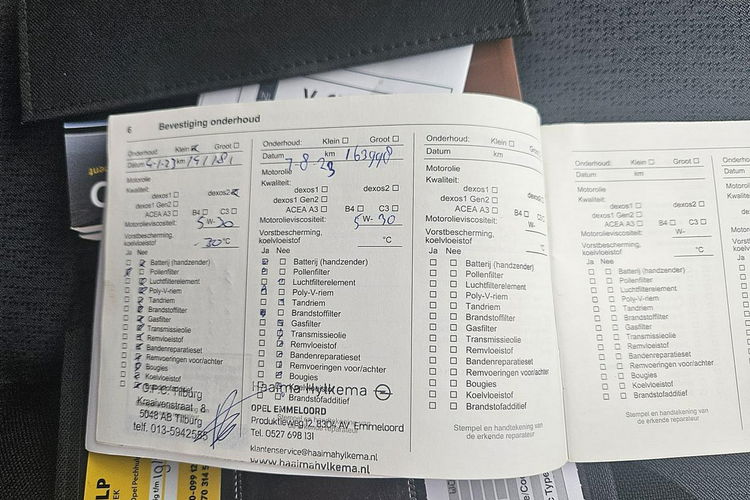 6 Bevestiging onderhoud
Onderhoud: Klein Groot
Datum 4-1-23 km 151181
Motorolie
Kwaliteit:
dexos1 dexos2
dexos1 Gen2
ACEA A3 B4 C3
Motorolieviscositeit: 5 W- 30
Vorstbescherming,
koelvloeistof -30 °C
Ja Nee
Batterij (handzender)
Pollenfilter
Luchtfilterelement
Poly-V-riem
Tandriem
Brandstoffilter
Gasfilter
Transmissieolie
Remvloeistof
Bandenreparatieset
Remvoeringen voor/achter
Bougies
Koelvloeistof
Brandstofadditief
O.P.C. Tilburg
Kraaivenstraat 8
5048 AB Tilburg
telf. 013-5942555
Onderhoud: Klein Groot
Datum 7-8-23 km 163998
Motorolie
Kwaliteit:
dexos1 dexos2
dexos1 Gen2
ACEA A3 B4 C3
Motorolieviscositeit: 5 W- 30
Vorstbescherming,
koelvloeistof °C
Ja Nee
Batterij (handzender)
Pollenfilter
Luchtfilterelement
Poly-V-riem
Tandriem
Brandstoffilter
Gasfilter
Transmissieolie
Remvloeistof
Bandenreparatieset
Remvoeringen voor/achter
Bougies
Koelvloeistof
Brandstofadditief
Haaima Hylkema
OPEL EMMELOORD
Produktieweg 12, 8304 AV Emmeloord
Tel. 0527 698 131
klantenservice@haaimahylkema.nl
www.haaimahylkema.nl
Onderhoud: Klein Groot
Datum km
Motorolie
Kwaliteit:
dexos1 dexos2
dexos1 Gen2
ACEA A3 B4 C3
Motorolieviscositeit: W-
Vorstbescherming,
koelvloeistof °C
Ja Nee
Batterij (handzender)
Pollenfilter
Luchtfilterelement
Poly-V-riem
Tandriem
Brandstoffilter
Gasfilter
Transmissieolie
Remvloeistof
Bandenreparatieset
Remvoeringen voor/achter
Bougies
Koelvloeistof
Brandstofadditief
Stempel en handtekening van
de erkende reparateur
Onderhoud: Klein Groot
Datum km
Motorolie
Kwaliteit:
dexos1 dexos2
dexos1 Gen2
ACEA A3 B4 C3
Motorolieviscositeit: W-
Vorstbescherming,
koelvloeistof °C
Ja Nee
Batterij (handzender)
Pollenfilter
Luchtfilterelement
Poly-V-riem
Tandriem
Brandstoffilter
Gasfilter
Transmissieolie
Remvloeistof
Bandenreparatieset
Remvoeringen voor/achter
Bougies
Koelvloeistof
Brandstofadditief
Stempel en handtekening van
de erkende reparateur